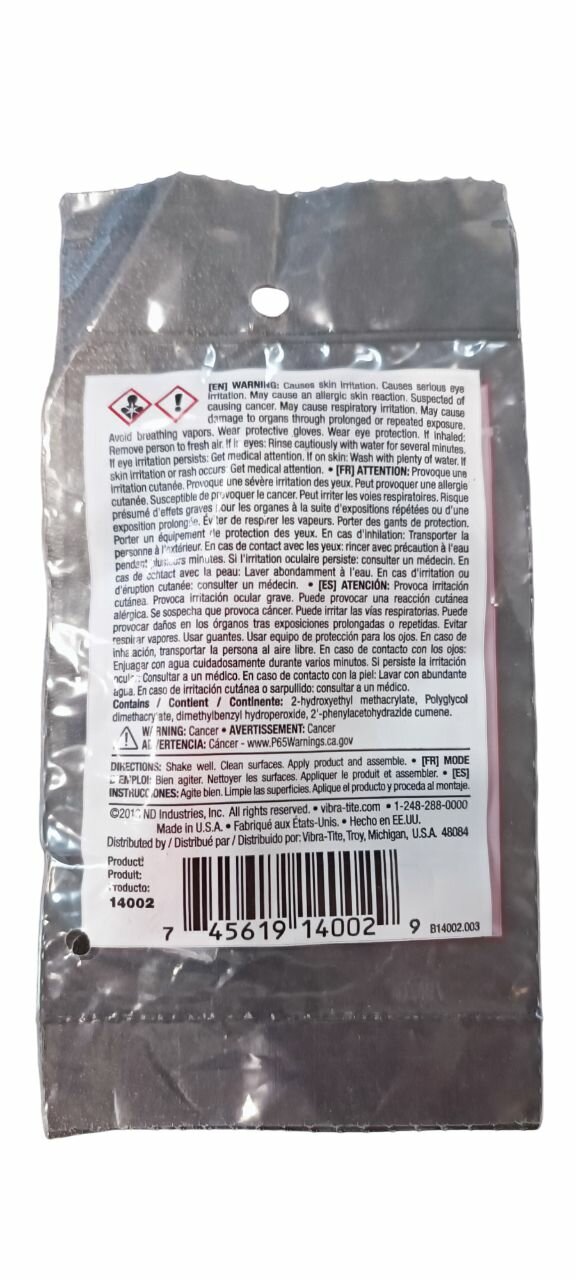 [EN] WARNING: Causes skin irritation. Causes serious eye
irritation. May cause an allergic skin reaction. Suspected of
causing cancer. May cause respiratory irritation. May cause
damage to organs through prolonged or repeated exposure.
Avoid breathing vapors. Wear protective gloves. Wear eye protection. If inhaled:
Remove person to fresh air. If in eyes: Rinse cautiously with water for several minutes.
If eye irritation persists: Get medical attention. If on skin: Wash with plenty of water. If
skin irritation or rash occurs: Get medical attention. • [FR] ATTENTION: Provoque une
irritation cutanée. Provoque une sévère irritation des yeux. Peut provoquer une allergie
cutanée. Susceptible de provoquer le cancer. Peut irriter les voies respiratoires. Risque
présumé d'effets graves pour les organes à la suite d'expositions répétées ou d'une
exposition prolongée. Éviter de respirer les vapeurs. Porter des gants de protection.
Porter un équipement de protection des yeux. En cas d'inhilation: Transporter la
personne à l'extérieur. En cas de contact avec les yeux: rincer avec précaution à l'eau
pendant plusieurs minutes. Si l'irritation oculaire persiste: consulter un médecin. En
cas de contact avec la peau: Laver abondamment à l'eau. En cas d'irritation ou
d'éruption cutanée: consulter un médecin. • [ES] ATENCIÓN: Provoca irritación
cutánea. Provoca irritación ocular grave. Puede provocar una reacción cutánea
alérgica. Se sospecha que provoca cáncer. Puede irritar las vías respiratorias. Puede
provocar daños en los órganos tras exposiciones prolongadas o repetidas. Evitar
respirar vapores. Usar guantes. Usar equipo de protección para los ojos. En caso de
inhalación, transportar la persona al aire libre. En caso de contacto con los ojos:
Enjuagar con agua cuidadosamente durante varios minutos. Si persiste la irritación
ocular: Consultar a un médico. En caso de contacto con la piel: Lavar con abundante
agua. En caso de irritación cutánea o sarpullido: consultar a un médico.
Contains / Contient / Continente: 2-hydroxyethyl methacrylate, Polyglycol
dimethacrylate, dimethylbenzyl hydroperoxide, 2'-phenylacetohydrazide cumene.
WARNING: Cancer • AVERTISSEMENT: Cancer
ADVERTENCIA: Cáncer - www.P65Warnings.ca.gov
DIRECTIONS: Shake well. Clean surfaces. Apply product and assemble. • [FR] MODE
D'EMPLOI: Bien agiter. Nettoyer les surfaces. Appliquer le produit et assembler. • [ES]
INSTRUCCIONES: Agite bien. Limpie las superficies. Aplique el producto y proceda al montaje.
ND Industries, Inc. All rights reserved. • vibra-tite.com • 1-248-288-0000
Made in U.S.A. • Fabriqué aux États-Unis. • Hecho en EE.UU.
Distributed by / Distribué par / Distribuido por: Vibra-Tite, Troy, Michigan, U.S.A. 48084
Product:
Produit:
Producto:
14002
7 45619 14002 9
B14002.003